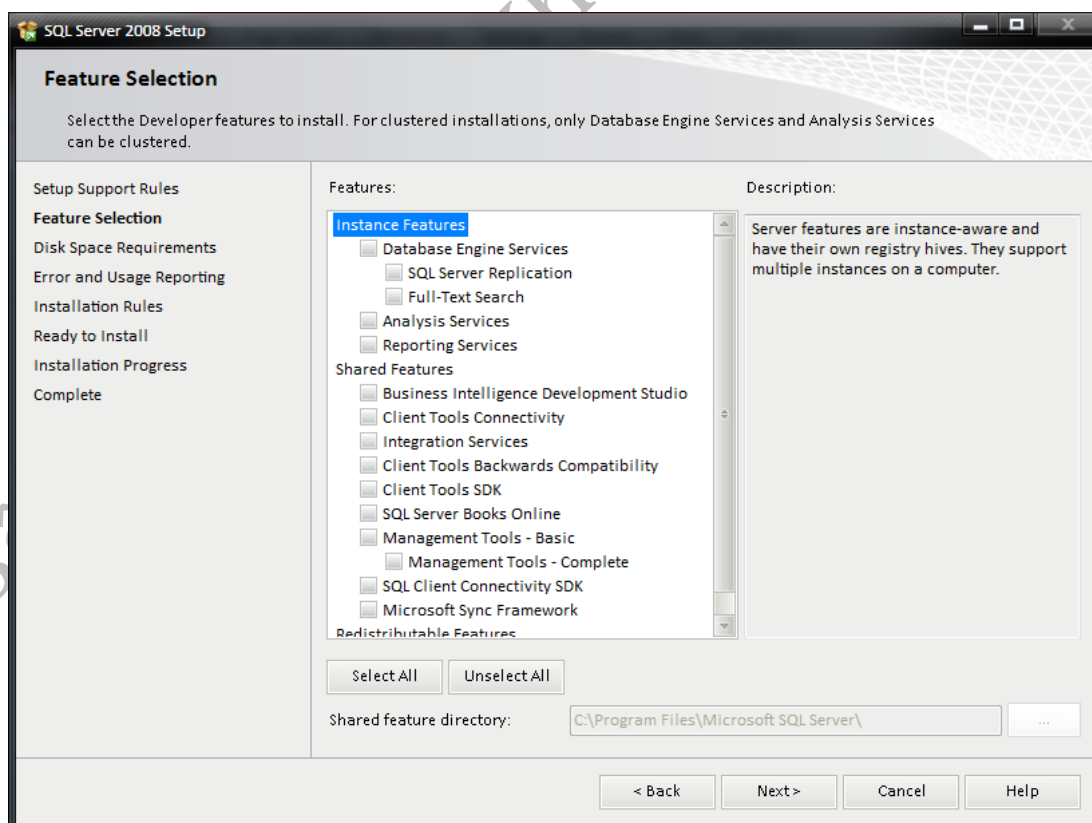 SQL Server 2008 Setup
Feature Selection
Select the Developer features to install. For clustered installations, only Database Engine Services and Analysis Services
can be clustered.
Setup Support Rules
Feature Selection
Disk Space Requirements
Error and Usage Reporting
Installation Rules
Ready to Install
Installation Progress
Complete
Features:
Instance Features
Database Engine Services
SQL Server Replication
Full-Text Search
Analysis Services
Reporting Services
Shared Features
Business Intelligence Development Studio
Client Tools Connectivity
Integration Services
Client Tools Backwards Compatibility
Client Tools SDK
SQL Server Books Online
Management Tools - Basic
Management Tools - Complete
SQL Client Connectivity SDK
Microsoft Sync Framework
Redistributable Features
Description:
Server features are instance-aware and
have their own registry hives. They support
multiple instances on a computer.
Select All
Unselect All
Shared feature directory:
C:\Program Files\Microsoft SQL Server\
...
< Back
Next >
Cancel
Help